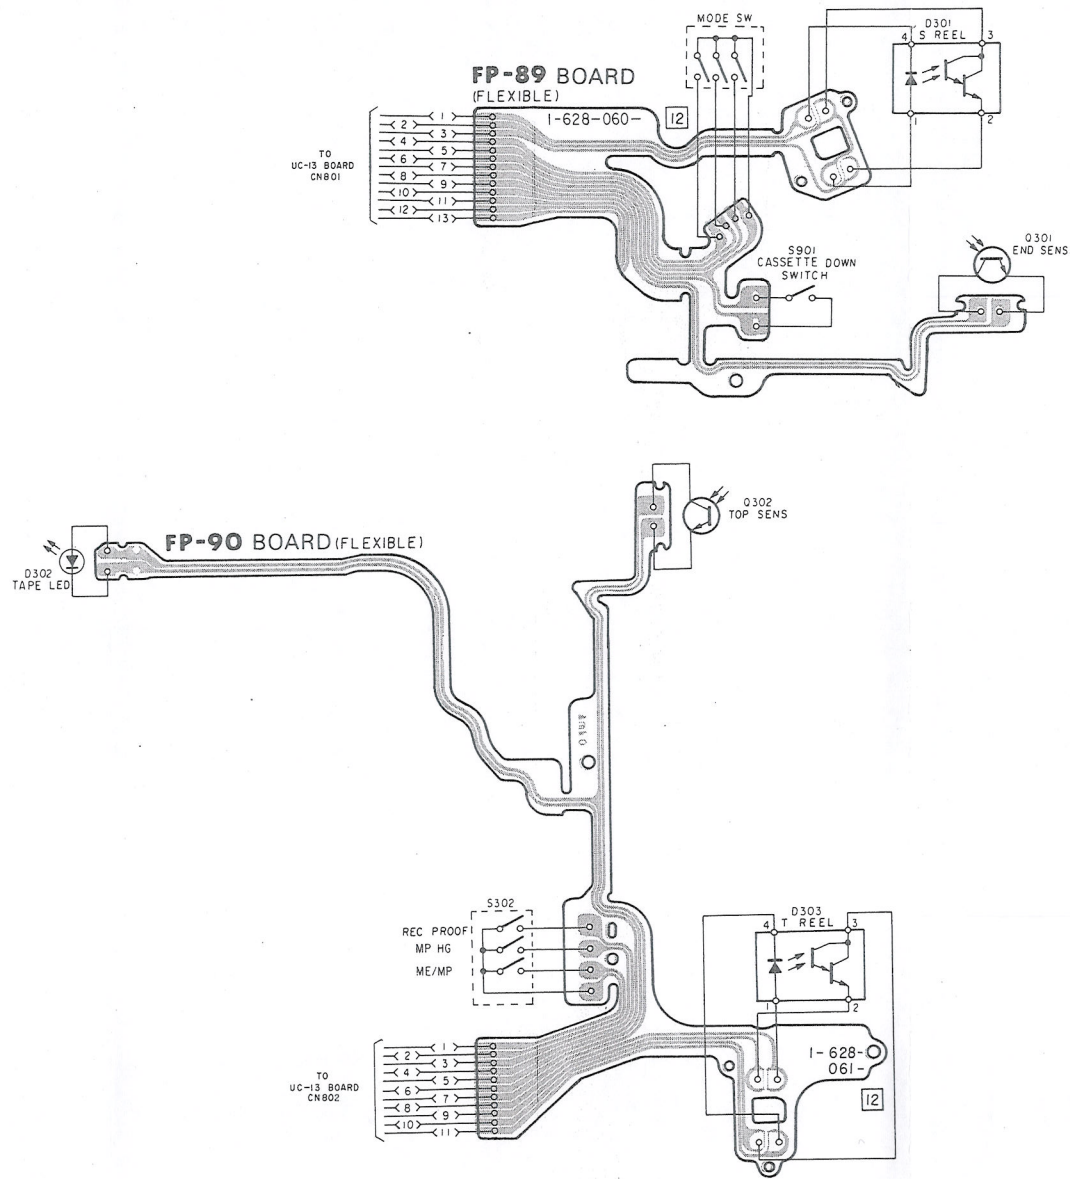 MODE SW
D301
S REEL
4
3
FP-89 BOARD
(FLEXIBLE)
1-628-060-
12
1
2
1
2
3
4
5
6
7
8
9
10
11
12
13
TO
UC-13 BOARD
CN801
Q301
END SENS
S901
CASSETTE DOWN
SWITCH
Q302
TOP SENS
FP-90 BOARD (FLEXIBLE)
D302
TAPE LED
S302
REC PROOF
MP HG
ME/MP
D303
T REEL
4
3
1
2
1-628-
061-
12
1
2
3
4
5
6
7
8
9
10
11
TO
UC-13 BOARD
CN802